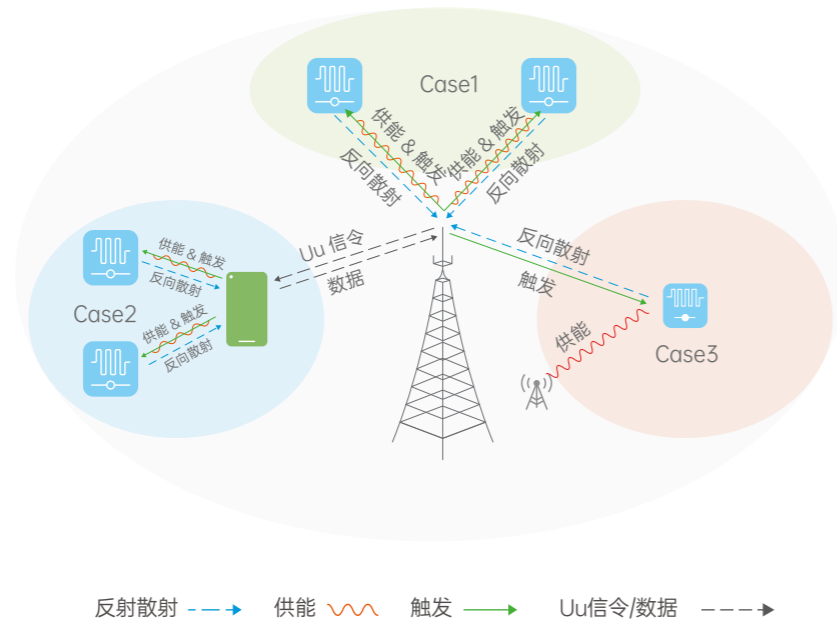 Case1
供能 & 触发
反向散射
供能 & 触发
反向散射
Uu 信令
数据
反向散射
触发
供能
Case3
供能 & 触发
反向散射
Case2
供能 & 触发
反向散射
反射散射
供能
触发
Uu信令/数据